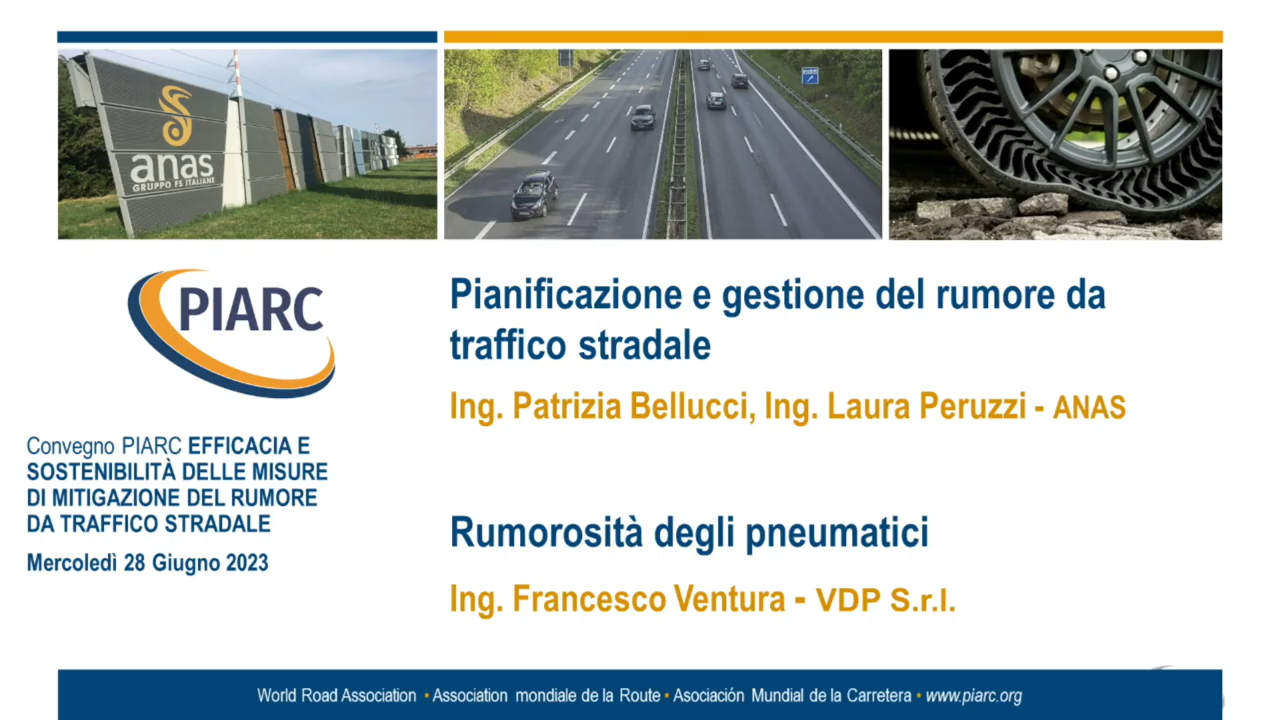 anas
GRUPPO FS ITALIANE
PIARC
Convegno PIARC EFFICACIA E
SOSTENIBILITÀ DELLE MISURE
DI MITIGAZIONE DEL RUMORE
DA TRAFFICO STRADALE
Mercoledì 28 Giugno 2023
Pianificazione e gestione del rumore da
traffico stradale
Ing. Patrizia Bellucci, Ing. Laura Peruzzi - ANAS
Rumorosità degli pneumatici
Ing. Francesco Ventura - VDP S.r.l.
World Road Association • Association mondiale de la Route • Asociación Mundial de la Carretera • www.piarc.org